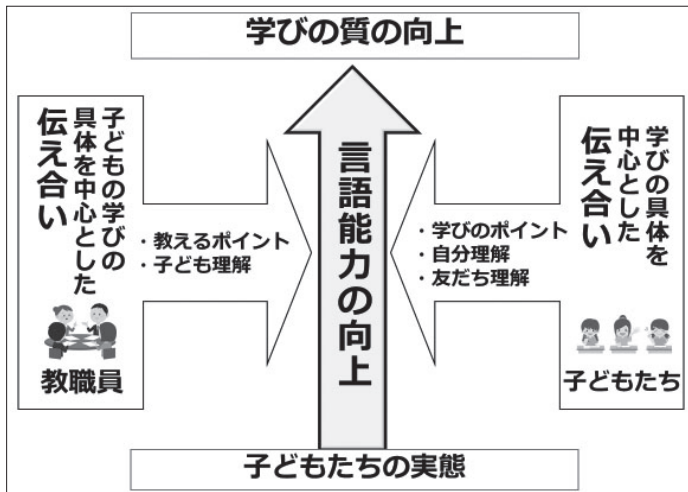 学びの質の向上
子どもの学びの
具体を中心とした
伝え合い
教職員
・教えるポイント
・子ども理解
言語能力の向上
・学びのポイント
・自分理解
・友だち理解
学びの具体を
中心とした
伝え合い
子どもたち
子どもたちの実態